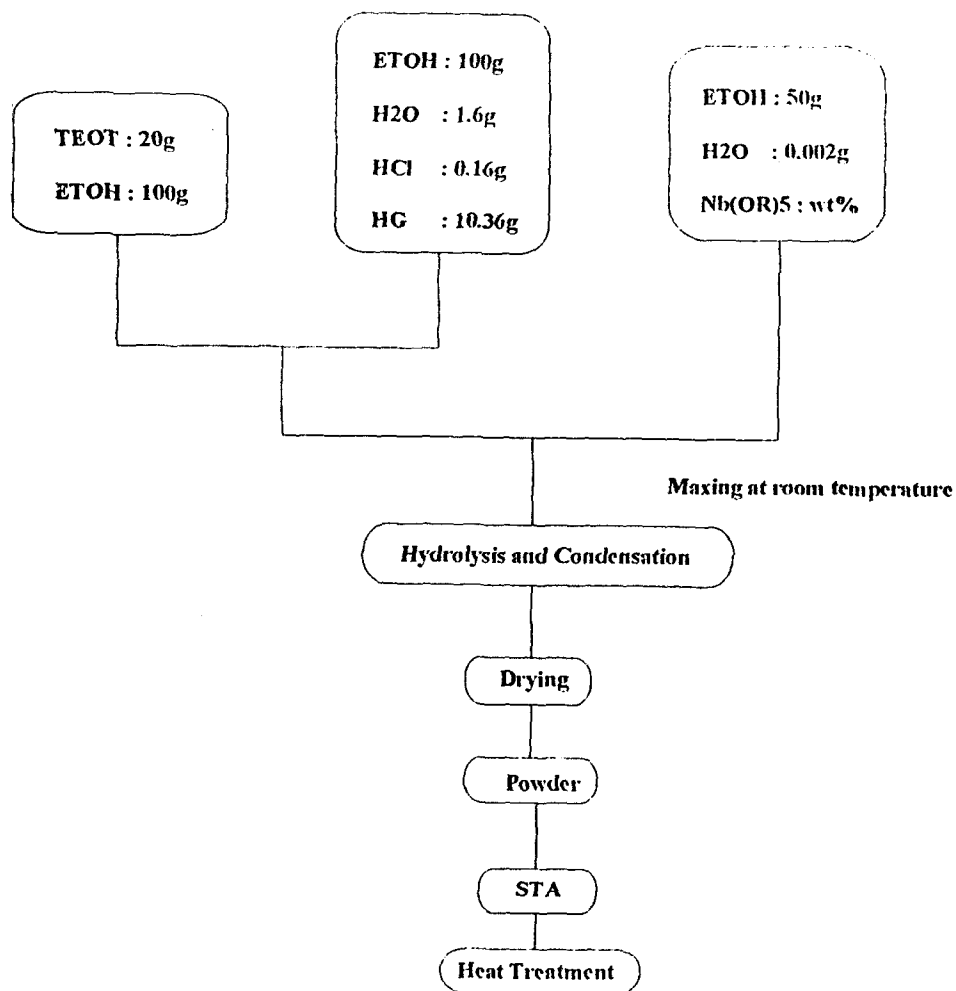 TEOT : 20g
ETOH : 100g
ETOH : 100g
H2O : 1.6g
HCl : 0.16g
HG : 10.36g
ETOH : 50g
H2O : 0.002g
Nb(OR)5 : wt%
Maxing at room temperature
Hydrolysis and Condensation
Drying
Powder
STA
Heat Treatment